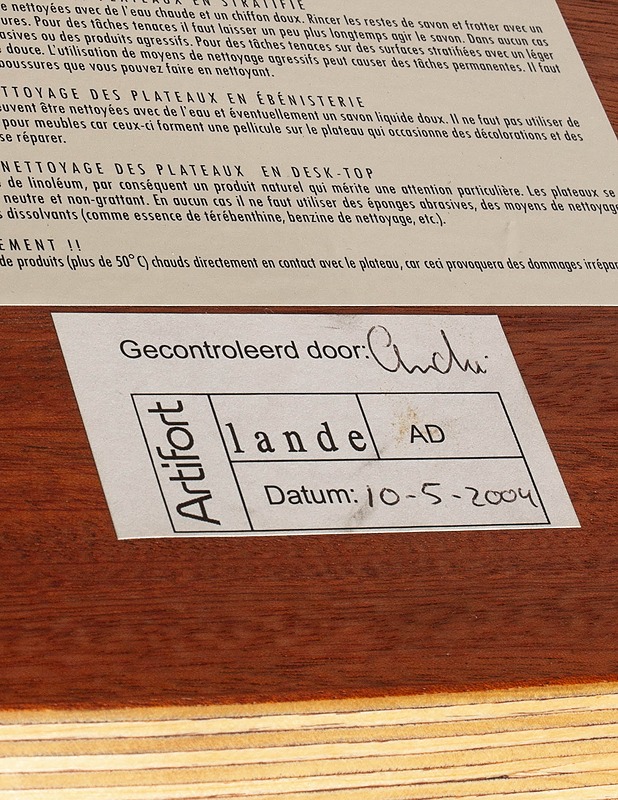 PLATEAUX EN STRATIFIÉ
e nettoyées avec de l'eau chaude et un chiffon doux. Rincer les restes de savon et frotter avec un
ures. Pour des tâches tenaces il faut laisser un peu plus longtemps agir le savon. Dans aucun cas
asives ou des produits agressifs. Pour des tâches tenaces sur des surfaces stratifiées avec un léger
douce. L'utilisation de moyens de nettoyage agressifs peut causer des tâches permanentes. Il faut
boussures que vous pouvez faire en nettoyant.
TTOYAGE DES PLATEAUX EN ÉBÉNISTERIE
uvent être nettoyées avec de l'eau et éventuellement un savon liquide doux. Il ne faut pas utiliser de
pour meubles car ceux-ci forment une pellicule sur le plateau qui occasionne des décolorations et des
se réparer.
NETTOYAGE DES PLATEAUX EN DESK-TOP
de linoléum, par conséquent un produit naturel qui mérite une attention particulière. Les plateaux se
neutre et non-grattant. En aucun cas il ne faut utiliser des éponges abrasives, des moyens de nettoyage
s dissolvants (comme essence de térébenthine, benzine de nettoyage, etc.).
EMENT !!
de produits (plus de 50°C) chauds directement en contact avec le plateau, car ceci provoquera des dommages irrépar
Gecontroleerd door:
Artifort
lande AD
Datum: 10-5-2004